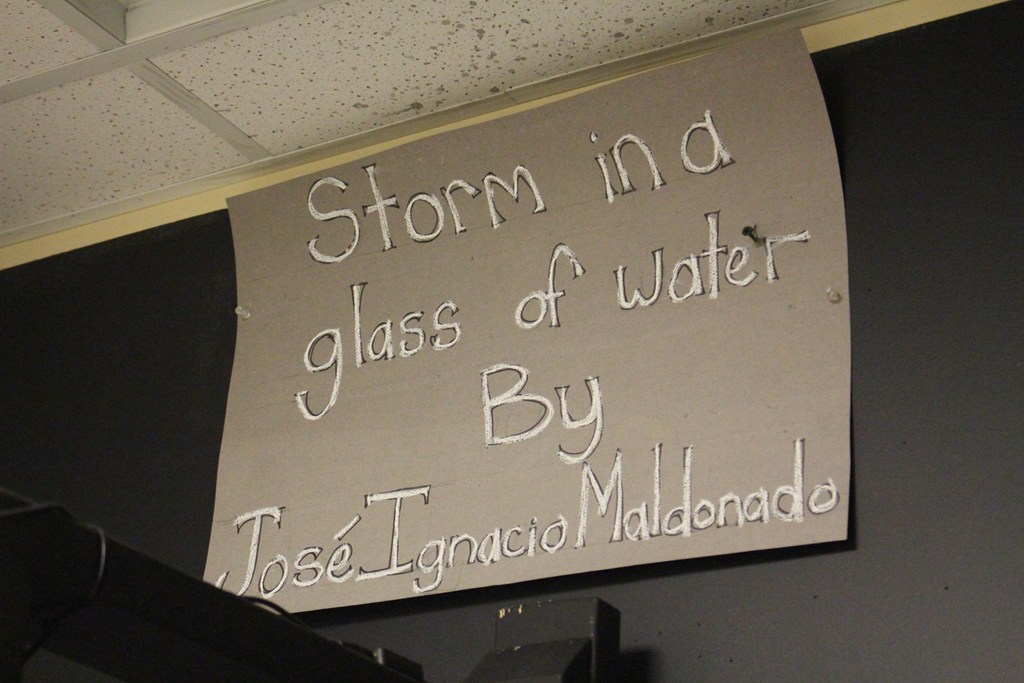 Storm in a
glass of water
By
José Ignacio Maldonado